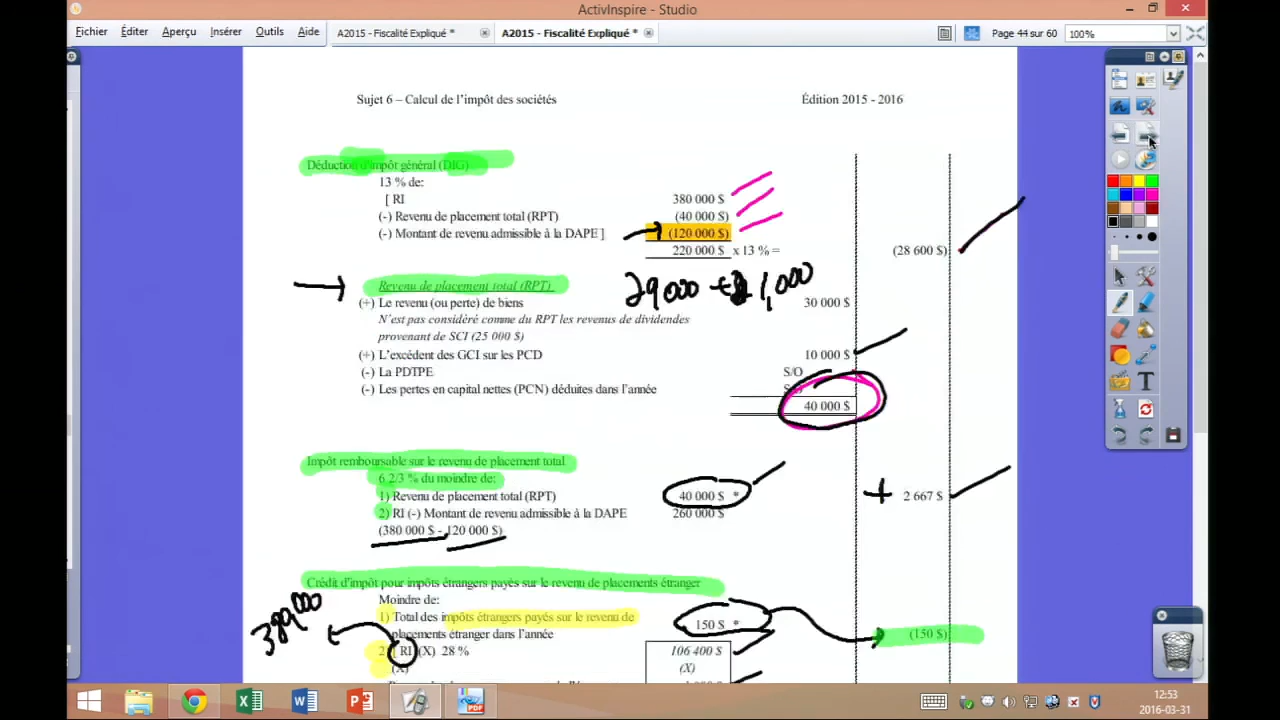 ActivInspire - Studio
Fichier Éditer Aperçu Insérer Outils Aide
A2015 - Fiscalité Expliqué *
A2015 - Fiscalité Expliqué *
Page 44 sur 60
100%
Sujet 6 – Calcul de l'impôt des sociétés Édition 2015 - 2016
Déduction d'impôt général (DIG)
13 % de:
[ RI 380 000 $
(-) Revenu de placement total (RPT) (40 000 $)
(-) Montant de revenu admissible à la DAPE ] (120 000 $)
220 000 $ x 13 % = (28 600 $)
Revenu de placement total (RPT)
29000 + 1,000
(+) Le revenu (ou perte) de biens 30 000 $
N'est pas considéré comme du RPT les revenus de dividendes
provenant de SCI (25 000 $)
(+) L'excédent des GCI sur les PCD 10 000 $
(-) La PDTPE S/O
(-) Les pertes en capital nettes (PCN) déduites dans l'année
40 000 $
Impôt remboursable sur le revenu de placement total
6 2/3 % du moindre de:
1) Revenu de placement total (RPT) 40 000 $ * + 2 667 $
2) RI (-) Montant de revenu admissible à la DAPE 260 000 $
(380 000 $ - 120 000 $)
Crédit d'impôt pour impôts étrangers payés sur le revenu de placements étranger
Moindre de:
389,000
1) Total des impôts étrangers payés sur le revenu de 150 $ *
placements étranger dans l'année (150 $)
2) [ RI (X) 28 % 106 400 $
(X) (X)
T
PDF
12:53
2016-03-31